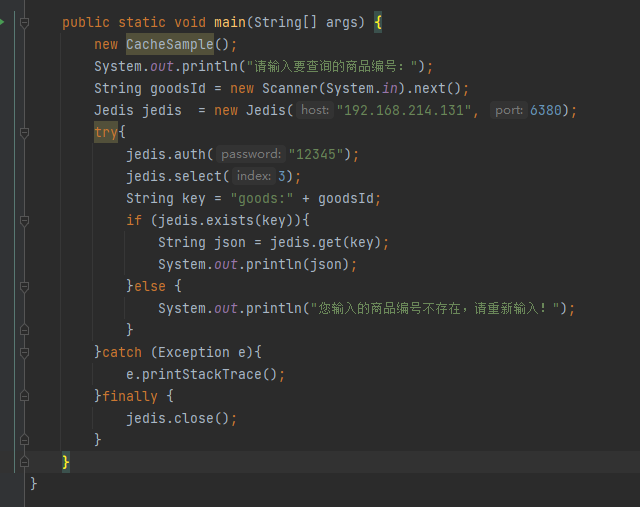 public static void main(String[] args) {
new CacheSample();
System.out.println("请输入要查询的商品编号：");
String goodsId = new Scanner(System.in).next();
Jedis jedis  = new Jedis( host: "192.168.214.131", port: 6380);
try{
jedis.auth( password: "12345");
jedis.select( index: 3);
String key = "goods:" + goodsId;
if (jedis.exists(key)){
String json = jedis.get(key);
System.out.println(json);
}else {
System.out.println("您输入的商品编号不存在，请重新输入！");
}
}catch (Exception e){
e.printStackTrace();
}finally {
jedis.close();
}
}
}